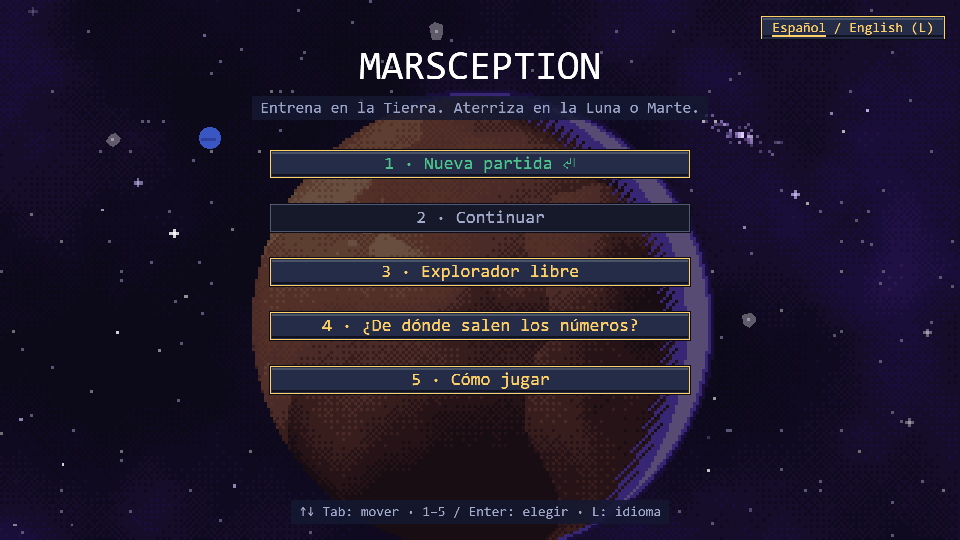 Español / English (L)
MARSCEPTION
Entrena en la Tierra. Aterriza en la Luna o Marte.
1 · Nueva partida ⏎
2 · Continuar
3 · Explorador libre
4 · ¿De dónde salen los números?
5 · Cómo jugar
↑↓ Tab: mover · 1–5 / Enter: elegir · L: idioma